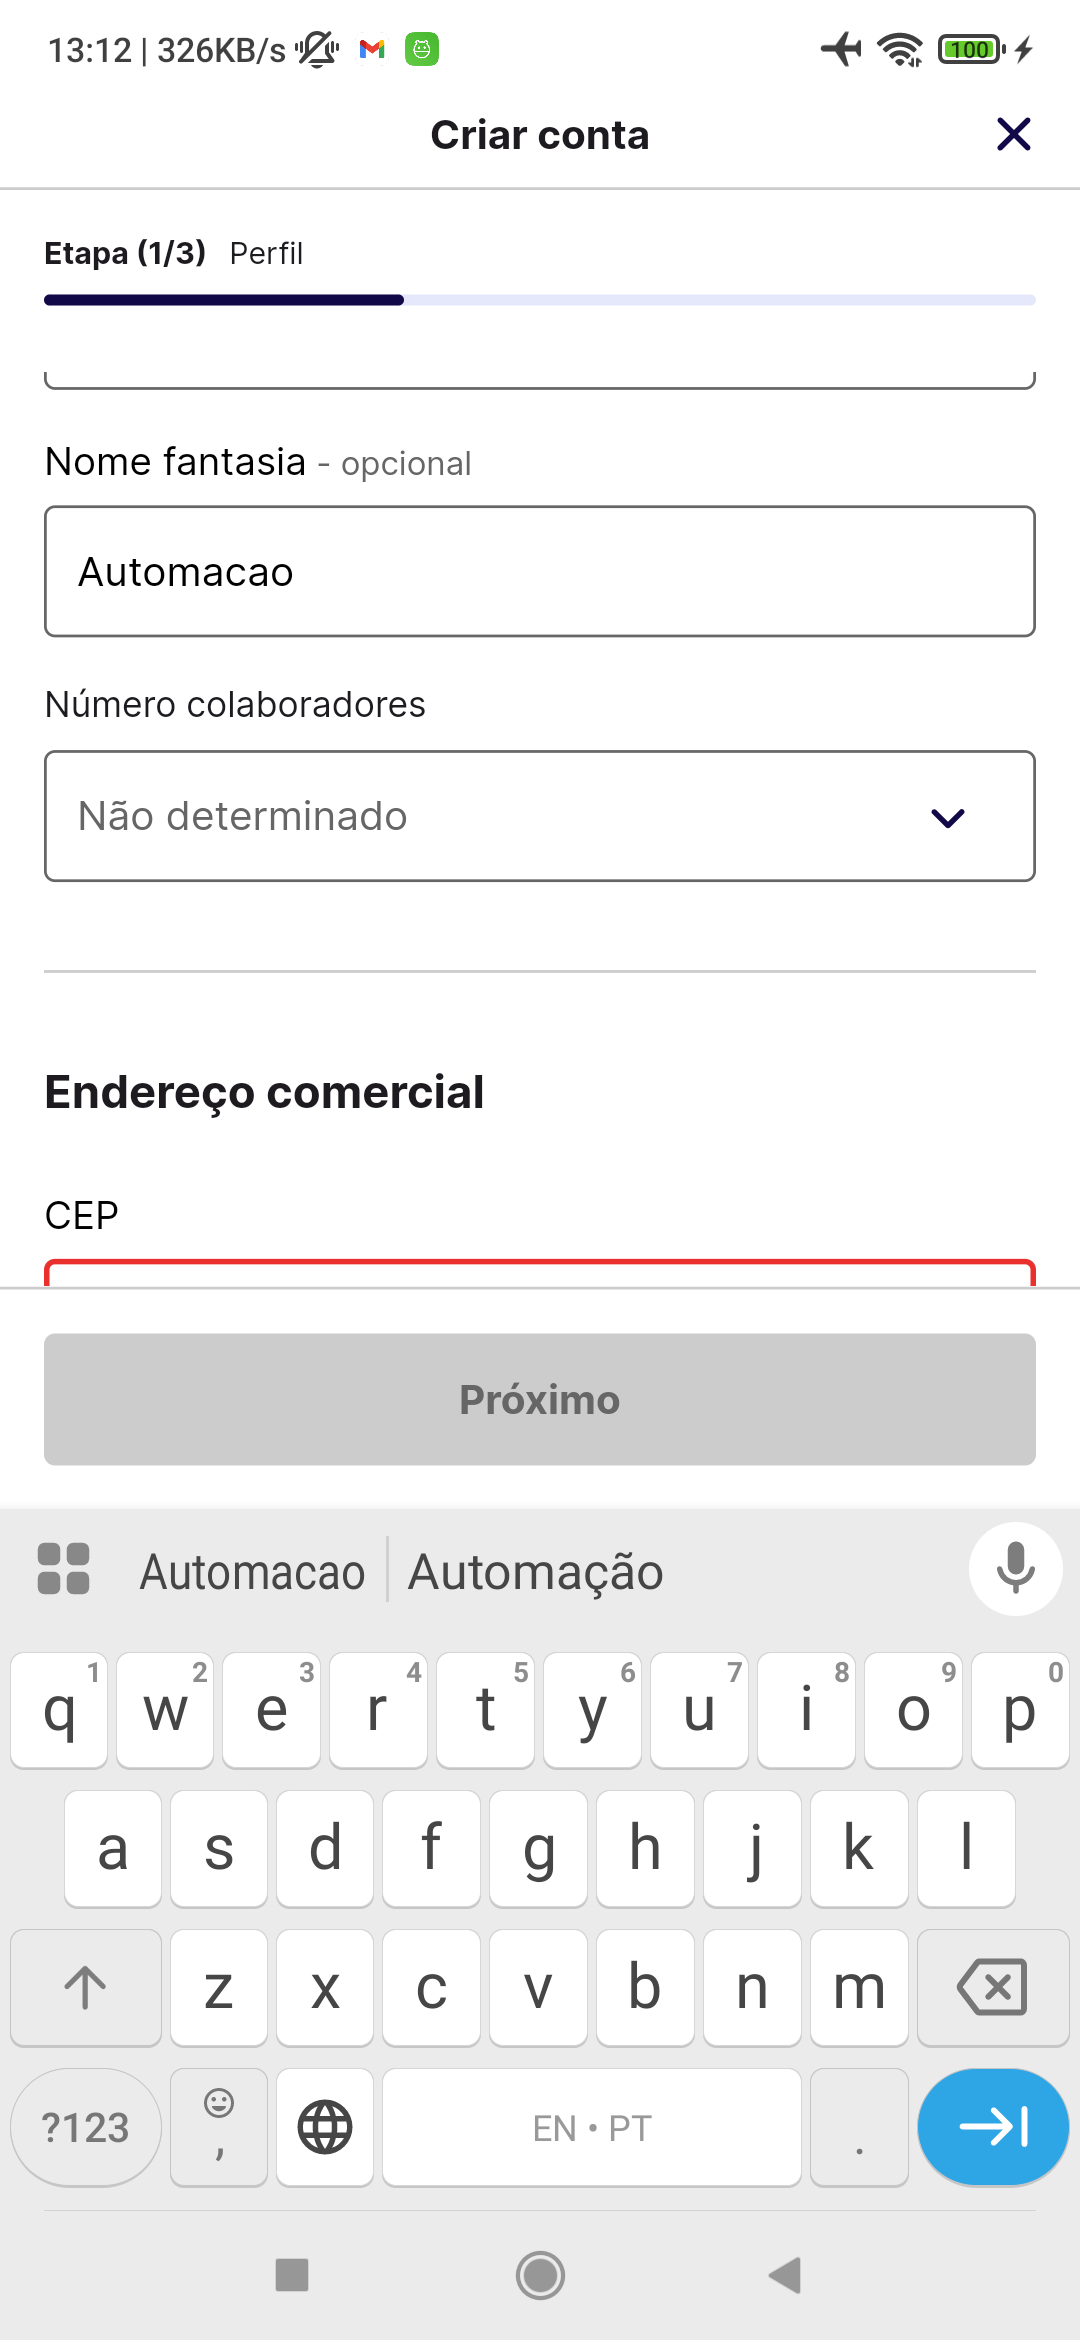 13:12 | 326KB/s 100
Criar conta
Etapa (1/3) Perfil
Nome fantasia - opcional
Automacao
Número colaboradores
Não determinado
Endereço comercial
CEP
Próximo
Automacao Automação
1 2 3 4 5 6 7 8 9 0
q w e r t y u i o p
a s d f g h j k l
z x c v b n m
?123 , EN • PT .